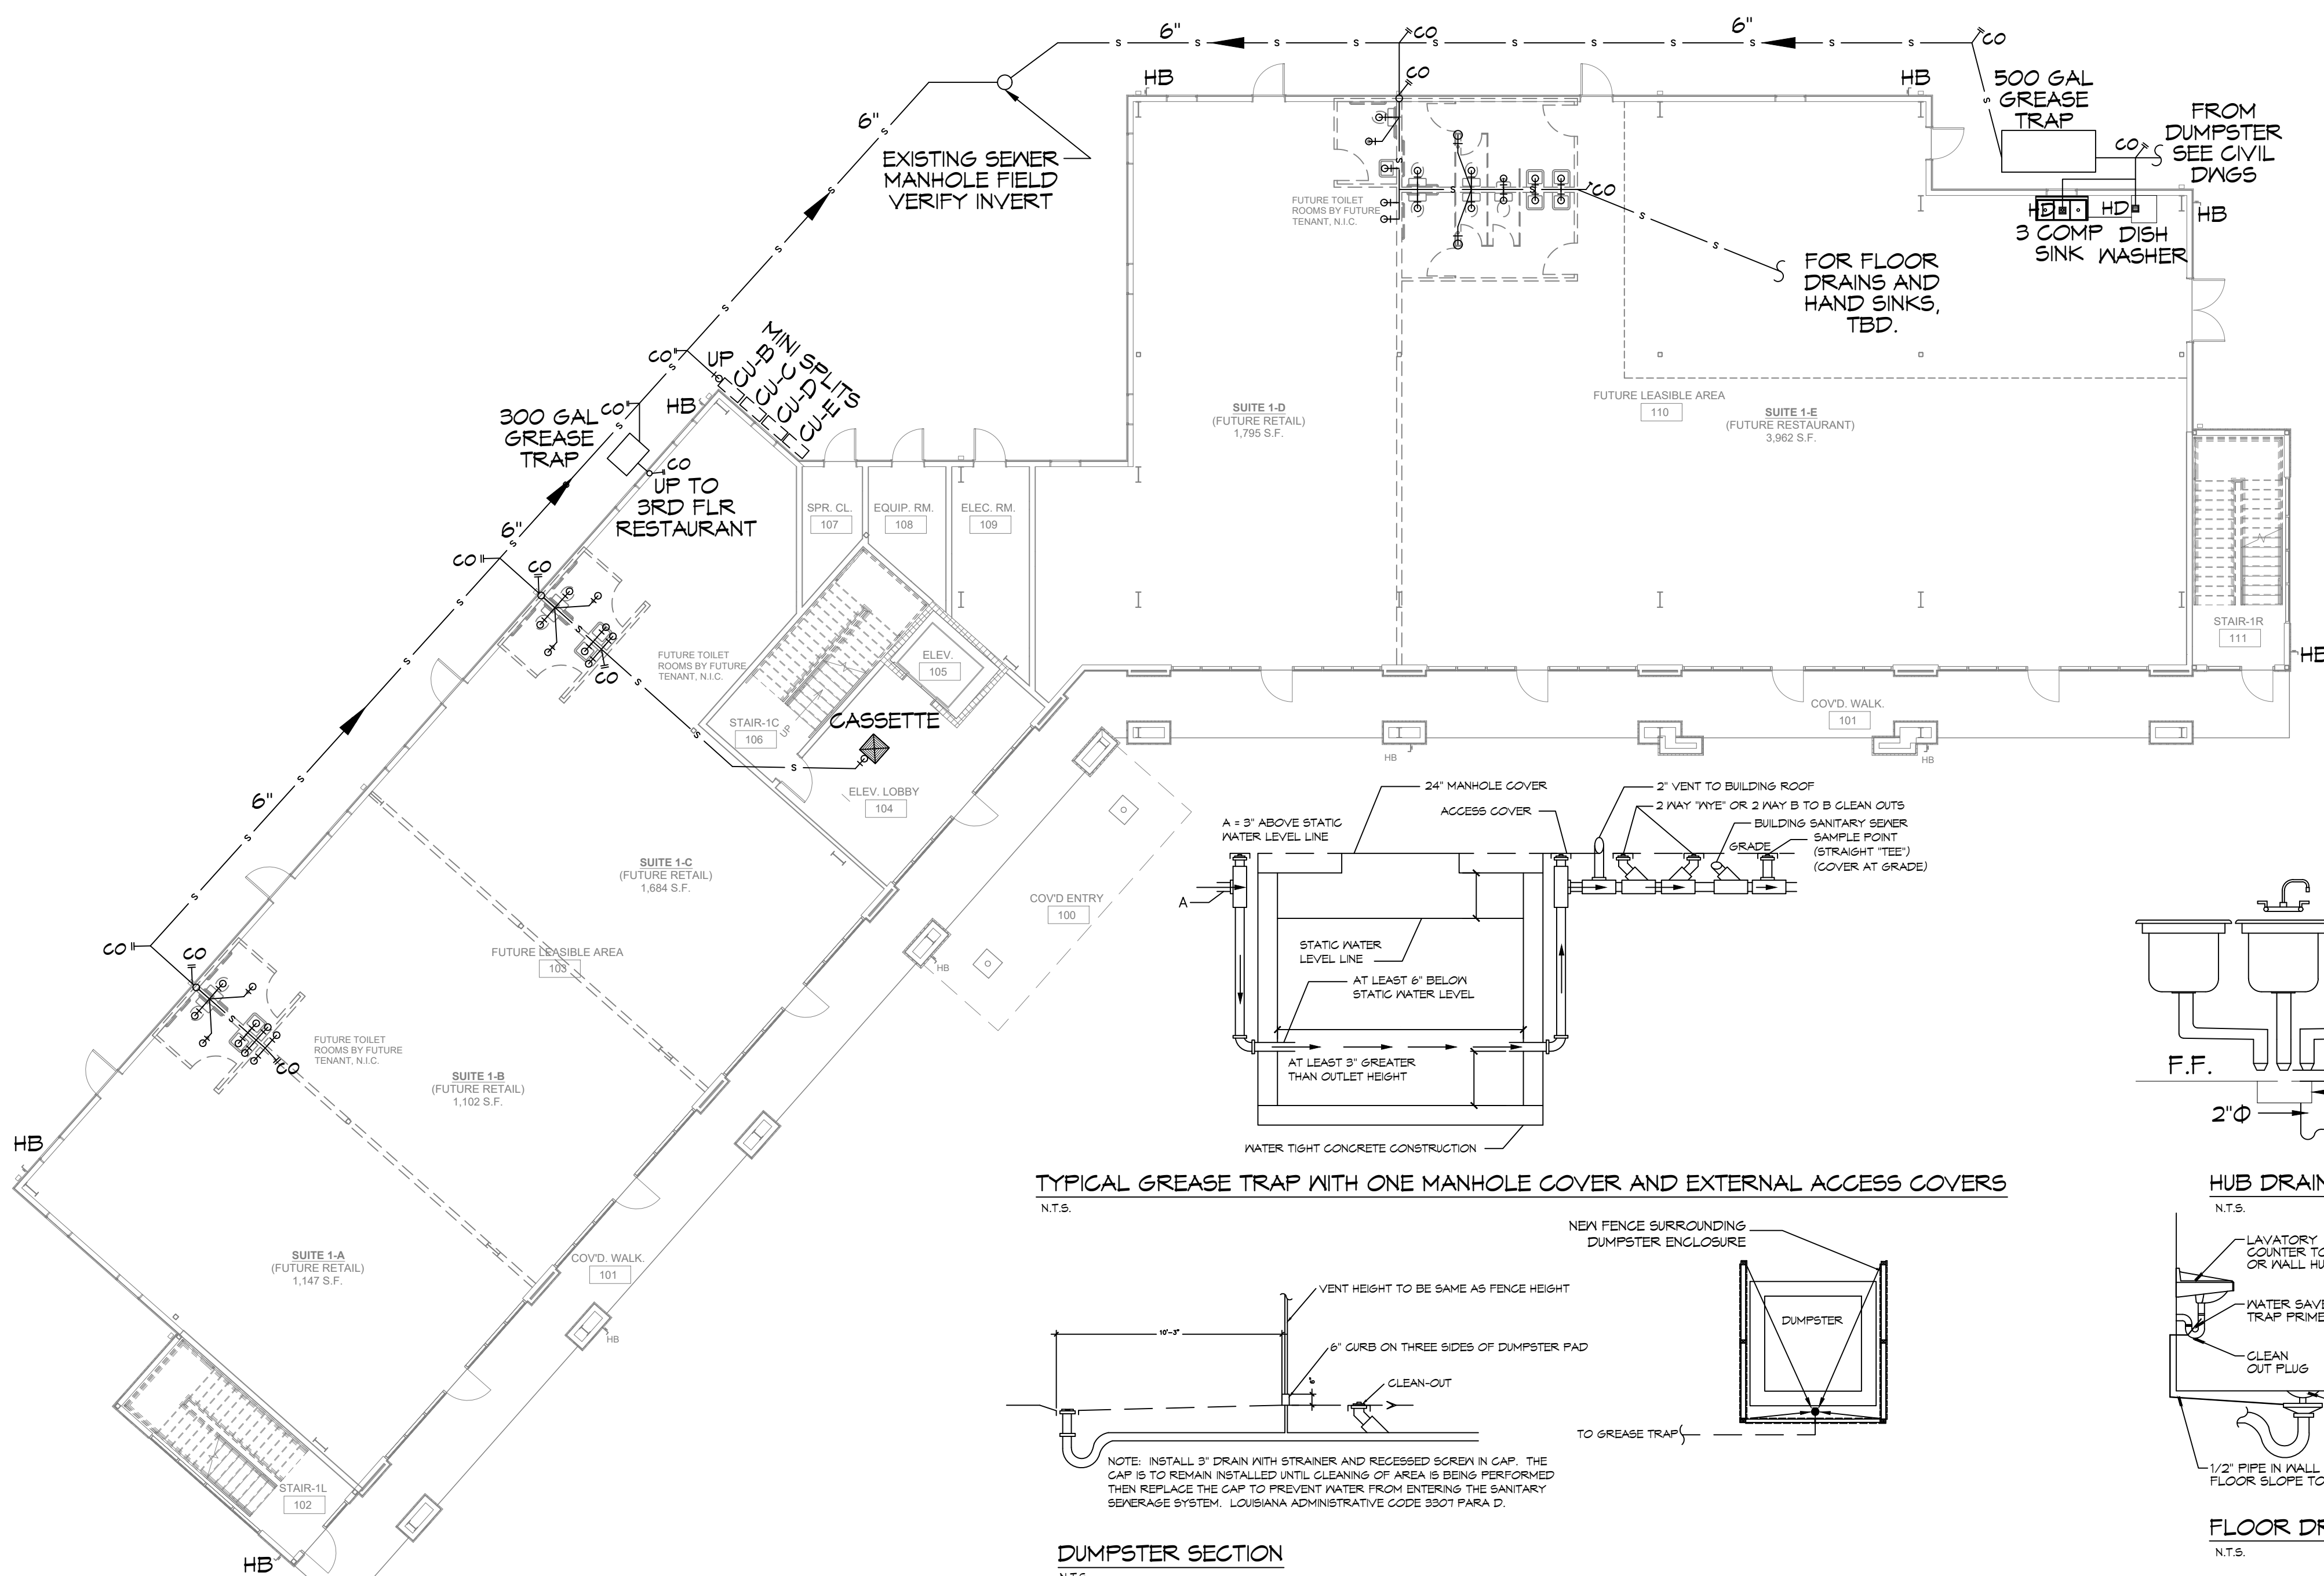 6"
CO
6"
CO
CO
HB
HB
500 GAL
GREASE
TRAP
FROM
DUMPSTER
SEE CIVIL
DWGS
CO
6"
EXISTING SEWER
MANHOLE FIELD
VERIFY INVERT
FUTURE TOILET
ROOMS BY FUTURE
TENANT, N.I.C.
CO
HD
HD
HB
3 COMP
SINK
DISH
WASHER
FOR FLOOR
DRAINS AND
HAND SINKS,
TBD.
CO
UP
MINI SPLITS
CU-B
CU-C
CU-D
CU-E
300 GAL
GREASE
TRAP
CO
HB
CO
UP TO
3RD FLR
RESTAURANT
SUITE 1-D
(FUTURE RETAIL)
1,795 S.F.
FUTURE LEASIBLE AREA
110
SUITE 1-E
(FUTURE RESTAURANT)
3,962 S.F.
SPR. CL.
107
EQUIP. RM.
108
ELEC. RM.
109
6"
CO
CO
CO
FUTURE TOILET
ROOMS BY FUTURE
TENANT, N.I.C.
ELEV.
105
STAIR-1R
111
HB
STAIR-1C
106
UP
CASSETTE
COV'D. WALK.
101
HB
HB
ELEV. LOBBY
104
6"
SUITE 1-C
(FUTURE RETAIL)
1,684 S.F.
COV'D ENTRY
100
HB
FUTURE LEASIBLE AREA
103
CO
CO
CO
FUTURE TOILET
ROOMS BY FUTURE
TENANT, N.I.C.
SUITE 1-B
(FUTURE RETAIL)
1,102 S.F.
HB
SUITE 1-A
(FUTURE RETAIL)
1,147 S.F.
COV'D. WALK.
101
HB
STAIR-1L
102
HB
24" MANHOLE COVER
ACCESS COVER
A = 3" ABOVE STATIC
WATER LEVEL LINE
2" VENT TO BUILDING ROOF
2 WAY "WYE" OR 2 WAY B TO B CLEAN OUTS
BUILDING SANITARY SEWER
GRADE
SAMPLE POINT
(STRAIGHT "TEE")
(COVER AT GRADE)
A
STATIC WATER
LEVEL LINE
AT LEAST 6" BELOW
STATIC WATER LEVEL
AT LEAST 3" GREATER
THAN OUTLET HEIGHT
WATER TIGHT CONCRETE CONSTRUCTION
TYPICAL GREASE TRAP WITH ONE MANHOLE COVER AND EXTERNAL ACCESS COVERS
N.T.S.
NEW FENCE SURROUNDING
DUMPSTER ENCLOSURE
DUMPSTER
TO GREASE TRAP
VENT HEIGHT TO BE SAME AS FENCE HEIGHT
10'-3"
6" CURB ON THREE SIDES OF DUMPSTER PAD
6"
CLEAN-OUT
NOTE: INSTALL 3" DRAIN WITH STRAINER AND RECESSED SCREW IN CAP. THE
CAP IS TO REMAIN INSTALLED UNTIL CLEANING OF AREA IS BEING PERFORMED
THEN REPLACE THE CAP TO PREVENT WATER FROM ENTERING THE SANITARY
SEWERAGE SYSTEM. LOUISIANA ADMINISTRATIVE CODE 3307 PARA D.
DUMPSTER SECTION
N.T.S.
F.F.
2"Φ
HUB DRAIN
N.T.S.
LAVATORY
COUNTER TO
OR WALL HU
WATER SAVE
TRAP PRIME
CLEAN
OUT PLUG
1/2" PIPE IN WALL
FLOOR SLOPE TO
FLOOR DR
N.T.S.